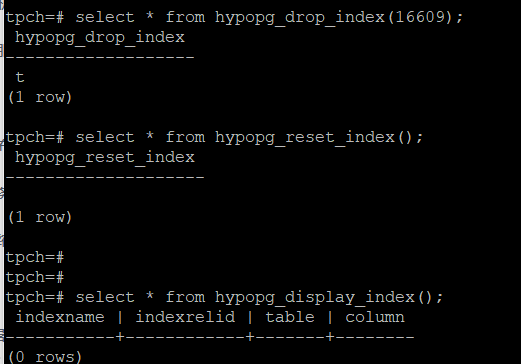 tpch=# select * from hypopg_drop_index(16609);
 hypopg_drop_index
-------------------
 t
(1 row)
tpch=# select * from hypopg_reset_index();
 hypopg_reset_index
--------------------
(1 row)
tpch=#
tpch=#
tpch=# select * from hypopg_display_index();
 indexname | indexrelid | table | column
-----------+------------+-------+--------
(0 rows)